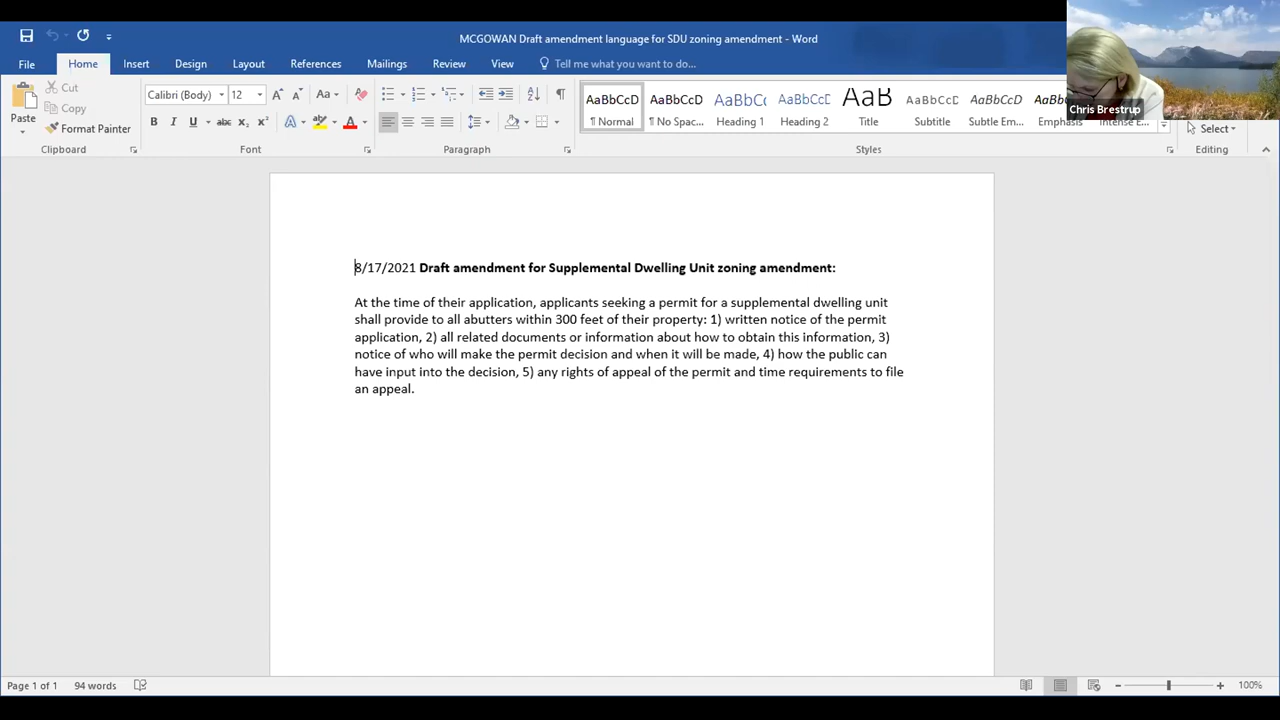 MCGOWAN Draft amendment language for SDU zoning amendment - Word
File Home Insert Design Layout References Mailings Review View Tell me what you want to do...
Chris Brestrup
Paste
Cut
Copy
Format Painter
Clipboard
Calibri (Body) 12
Aa
B I U abc x₂ x²
A A
Font
Paragraph
AaBbCcD AaBbCcD AaBbCc AaBbCcD AaB AaBbCcD AaBbCcD
¶ Normal ¶ No Spac... Heading 1 Heading 2 Title Subtitle Subtle Em... Emphasis
Styles
Select
Editing
8/17/2021 Draft amendment for Supplemental Dwelling Unit zoning amendment:
At the time of their application, applicants seeking a permit for a supplemental dwelling unit
shall provide to all abutters within 300 feet of their property: 1) written notice of the permit
application, 2) all related documents or information about how to obtain this information, 3)
notice of who will make the permit decision and when it will be made, 4) how the public can
have input into the decision, 5) any rights of appeal of the permit and time requirements to file
an appeal.
Page 1 of 1 94 words
100%